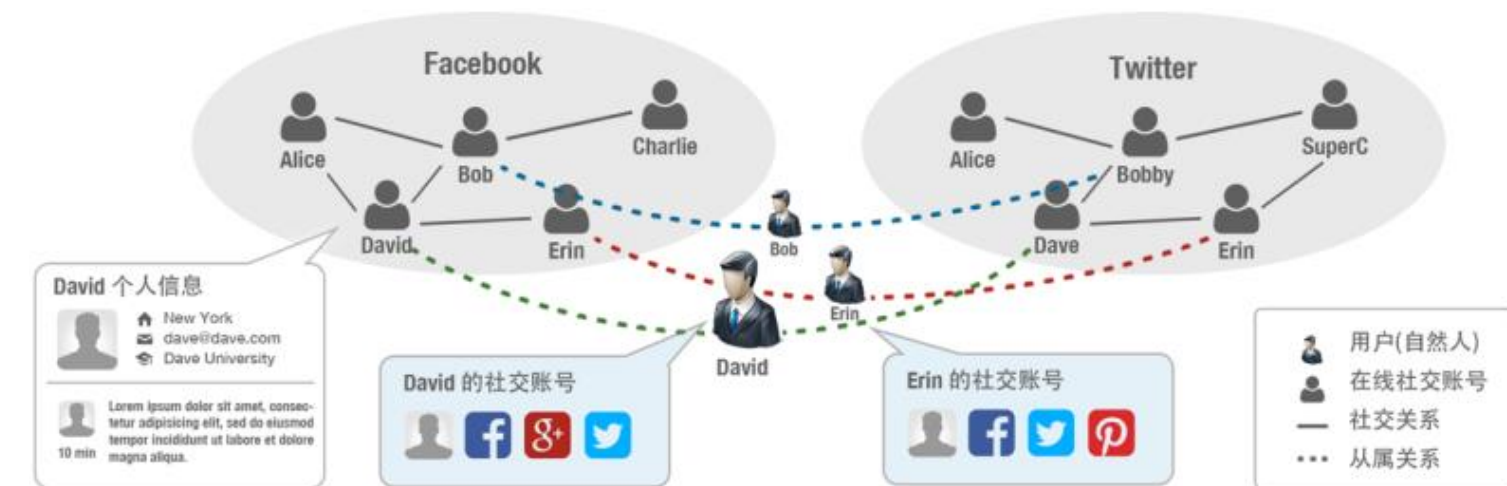 Facebook
Alice
Bob
Charlie
David
Erin
Twitter
Alice
Bobby
SuperC
Dave
Erin
Bob
Erin
David
David 个人信息
New York
dave@dave.com
Dave University
Lorem ipsum dolor sit amet, consec-
tetur adipisicing elit, sed do eiusmod
tempor incididunt ut labore et dolore
magna aliqua.
10 min
David 的社交账号
f g+
Erin 的社交账号
f
用户(自然人)
在线社交账号
社交关系
从属关系